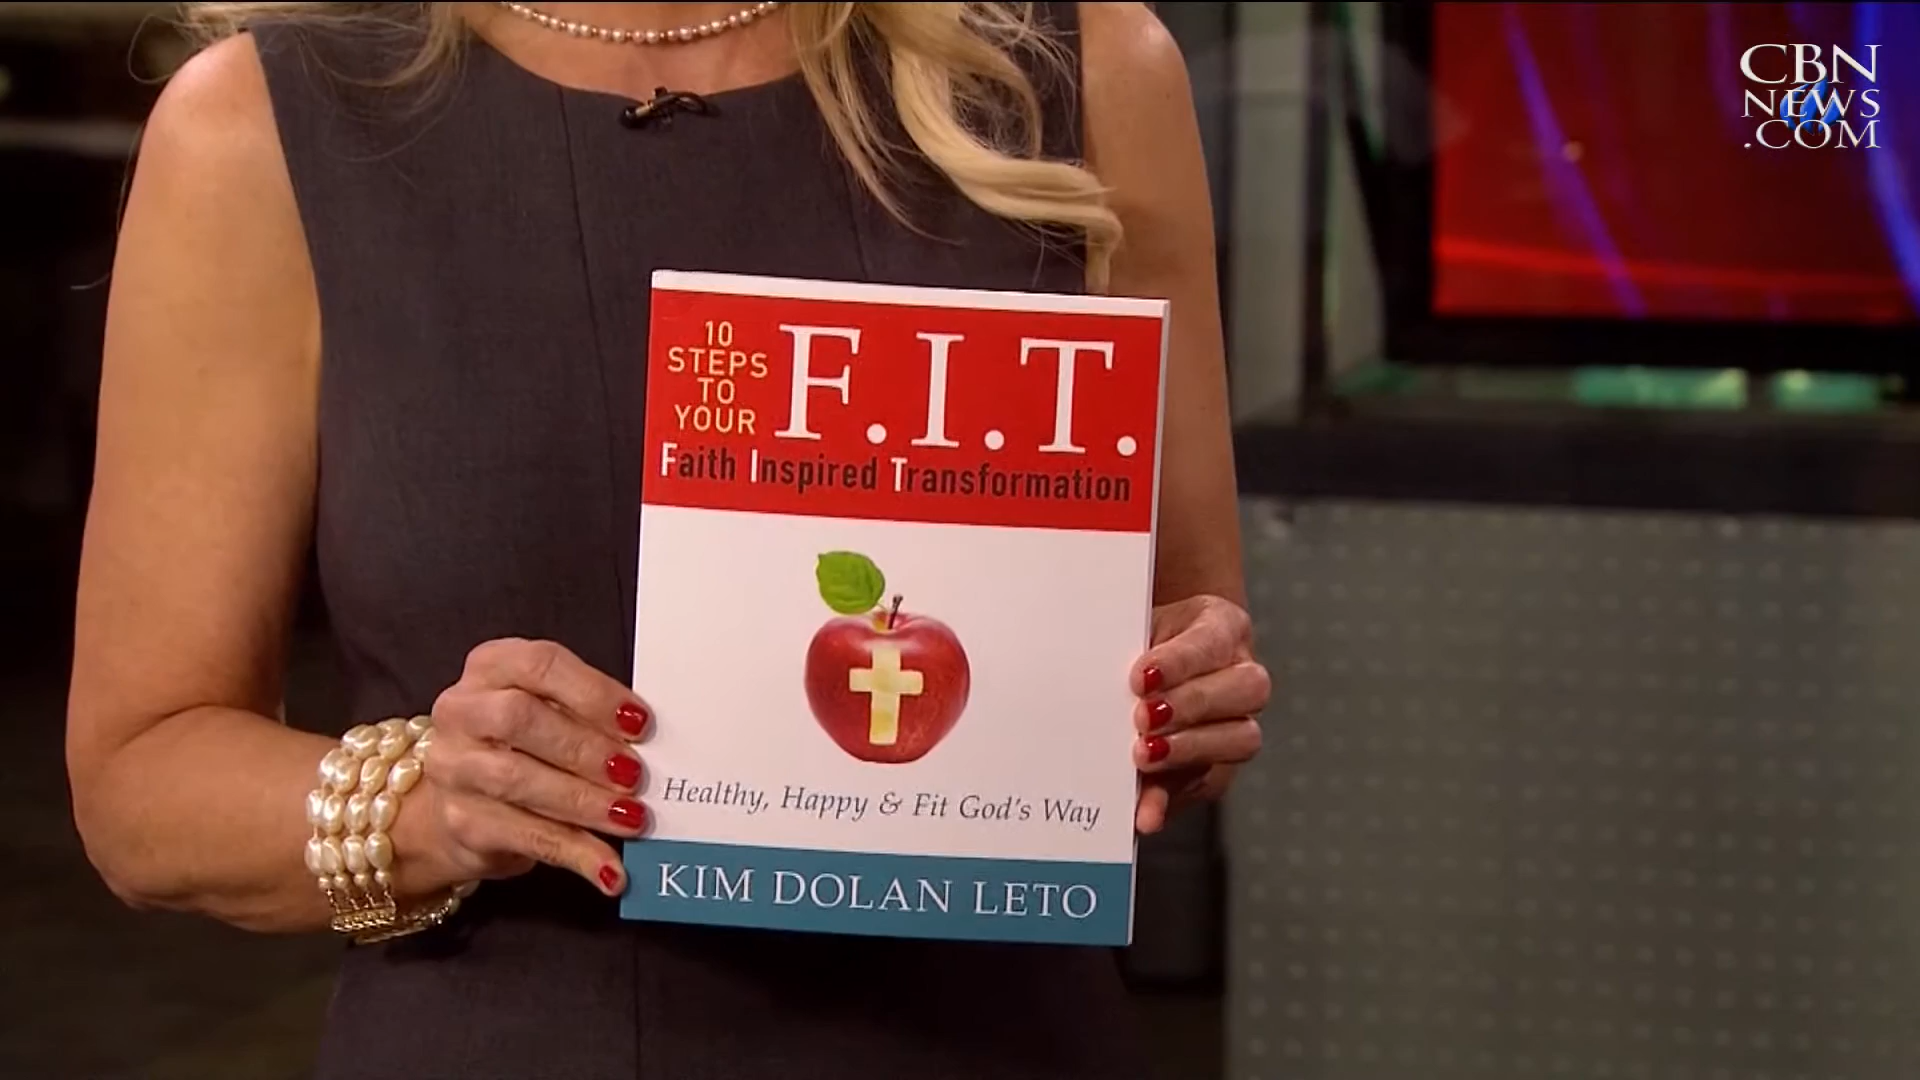 CBN
NEWS
.COM
10
STEPS
TO
YOUR
F.I.T.
Faith Inspired Transformation
Healthy, Happy & Fit God's Way
KIM DOLAN LETO